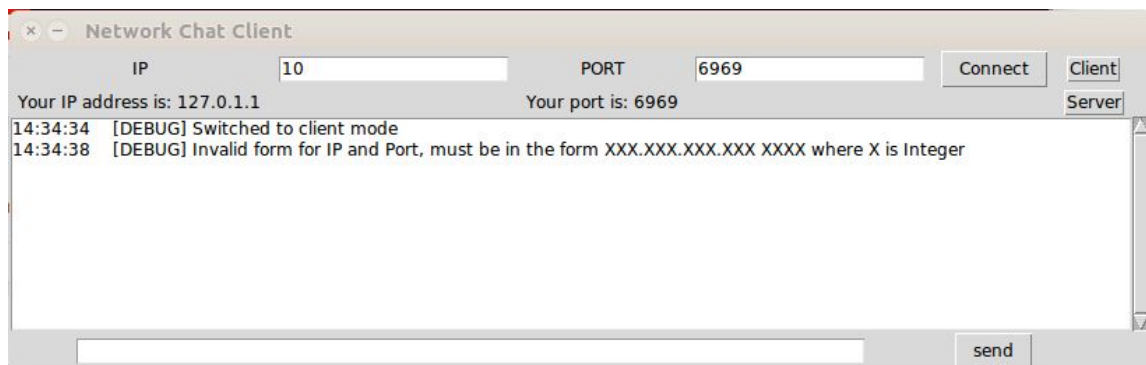 Network Chat Client
IP 10 PORT 6969 Connect Client
Your IP address is: 127.0.1.1 Your port is: 6969 Server
14:34:34 [DEBUG] Switched to client mode
14:34:38 [DEBUG] Invalid form for IP and Port, must be in the form XXX.XXX.XXX.XXX XXXX where X is Integer
send